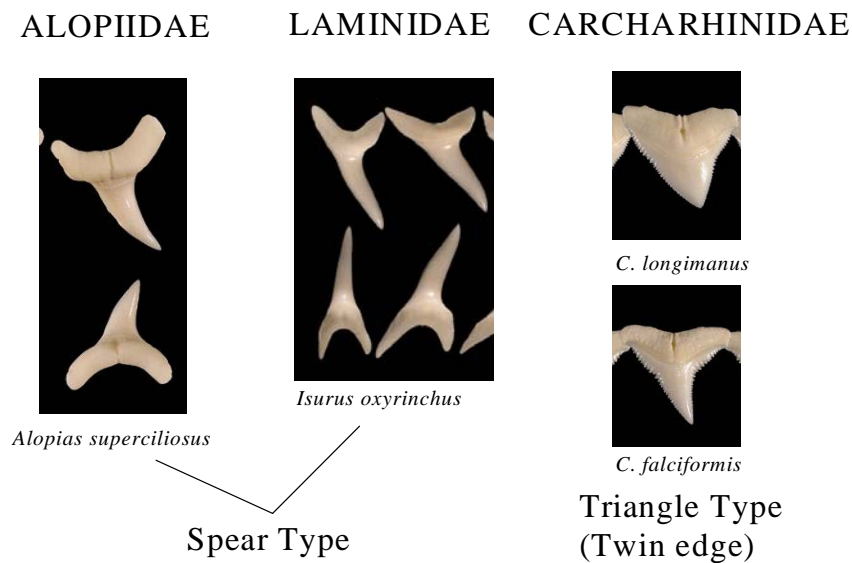 ALOPIIDAE
LAMINIDAE
CARCHARHINIDAE
C. longimanus
Isurus oxyrinchus
Alopias superciliosus
C. falciformis
Spear Type
Triangle Type
(Twin edge)